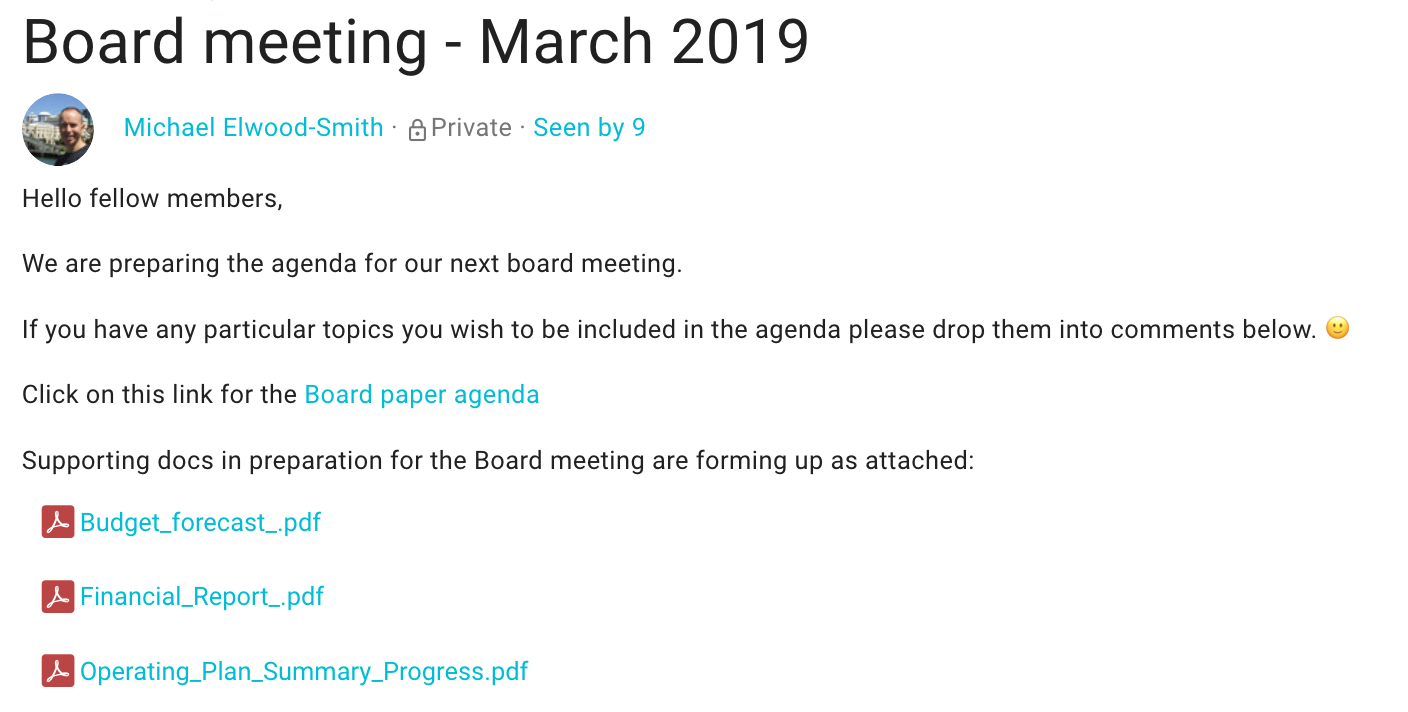 Board meeting - March 2019
Michael Elwood-Smith · Private · Seen by 9
Hello fellow members,
We are preparing the agenda for our next board meeting.
If you have any particular topics you wish to be included in the agenda please drop them into comments below. 🙂
Click on this link for the Board paper agenda
Supporting docs in preparation for the Board meeting are forming up as attached:
Budget_forecast_.pdf
Financial_Report_.pdf
Operating_Plan_Summary_Progress.pdf